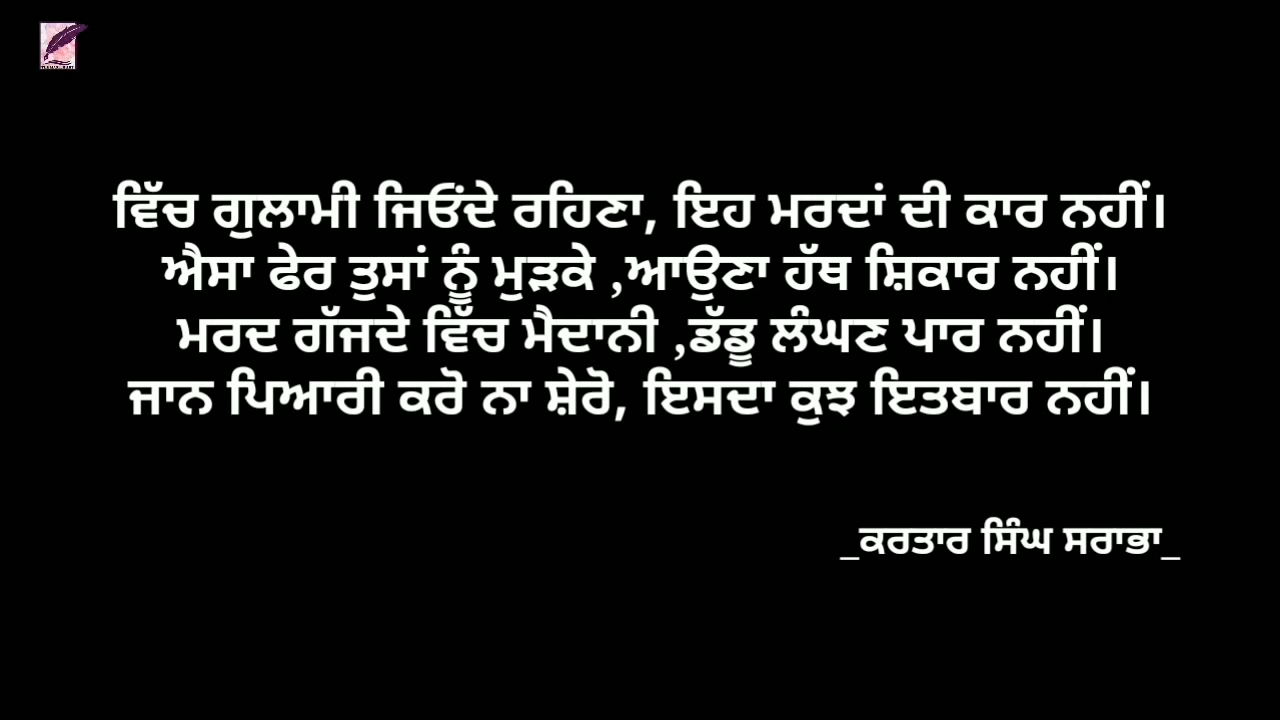 ਵਿੱਚ ਗੁਲਾਮੀ ਜਿਓਂਦੇ ਰਹਿਣਾ, ਇਹ ਮਰਦਾਂ ਦੀ ਕਾਰ ਨਹੀਂ।
ਐਸਾ ਫੇਰ ਤੁਸਾਂ ਨੂੰ ਮੁੜਕੇ ,ਆਉਣਾ ਹੱਥ ਸ਼ਿਕਾਰ ਨਹੀਂ।
ਮਰਦ ਗੱਜਦੇ ਵਿੱਚ ਮੈਦਾਨੀ ,ਡੱਡੂ ਲੰਘਣ ਪਾਰ ਨਹੀਂ।
ਜਾਨ ਪਿਆਰੀ ਕਰੋ ਨਾ ਸ਼ੇਰੋ, ਇਸਦਾ ਕੁਝ ਇਤਬਾਰ ਨਹੀਂ।
_ਕਰਤਾਰ ਸਿੰਘ ਸਰਾਭਾ_